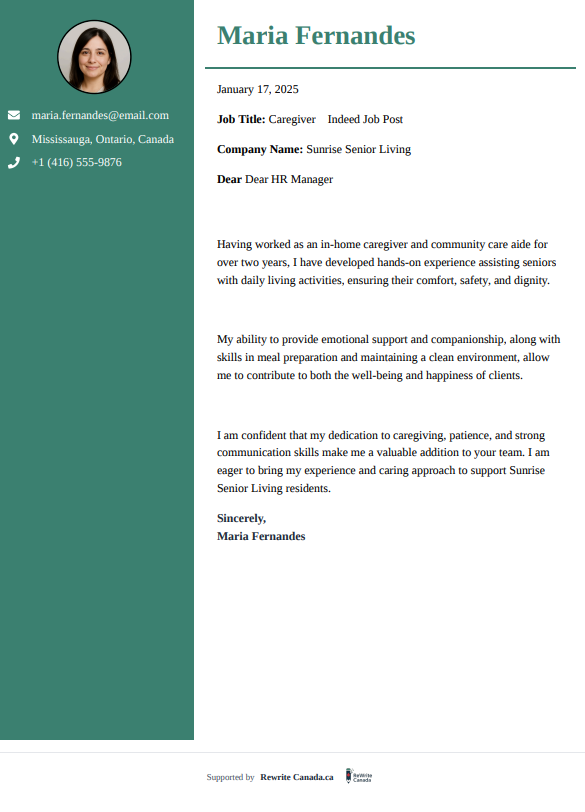 Maria Fernandes
maria.fernandes@email.com
Mississauga, Ontario, Canada
+1 (416) 555-9876
January 17, 2025
Job Title: Caregiver Indeed Job Post
Company Name: Sunrise Senior Living
Dear Dear HR Manager
Having worked as an in-home caregiver and community care aide for
over two years, I have developed hands-on experience assisting seniors
with daily living activities, ensuring their comfort, safety, and dignity.
My ability to provide emotional support and companionship, along with
skills in meal preparation and maintaining a clean environment, allow
me to contribute to both the well-being and happiness of clients.
I am confident that my dedication to caregiving, patience, and strong
communication skills make me a valuable addition to your team. I am
eager to bring my experience and caring approach to support Sunrise
Senior Living residents.
Sincerely,
Maria Fernandes
Supported by Rewrite Canada.ca
ReWrite
Canada